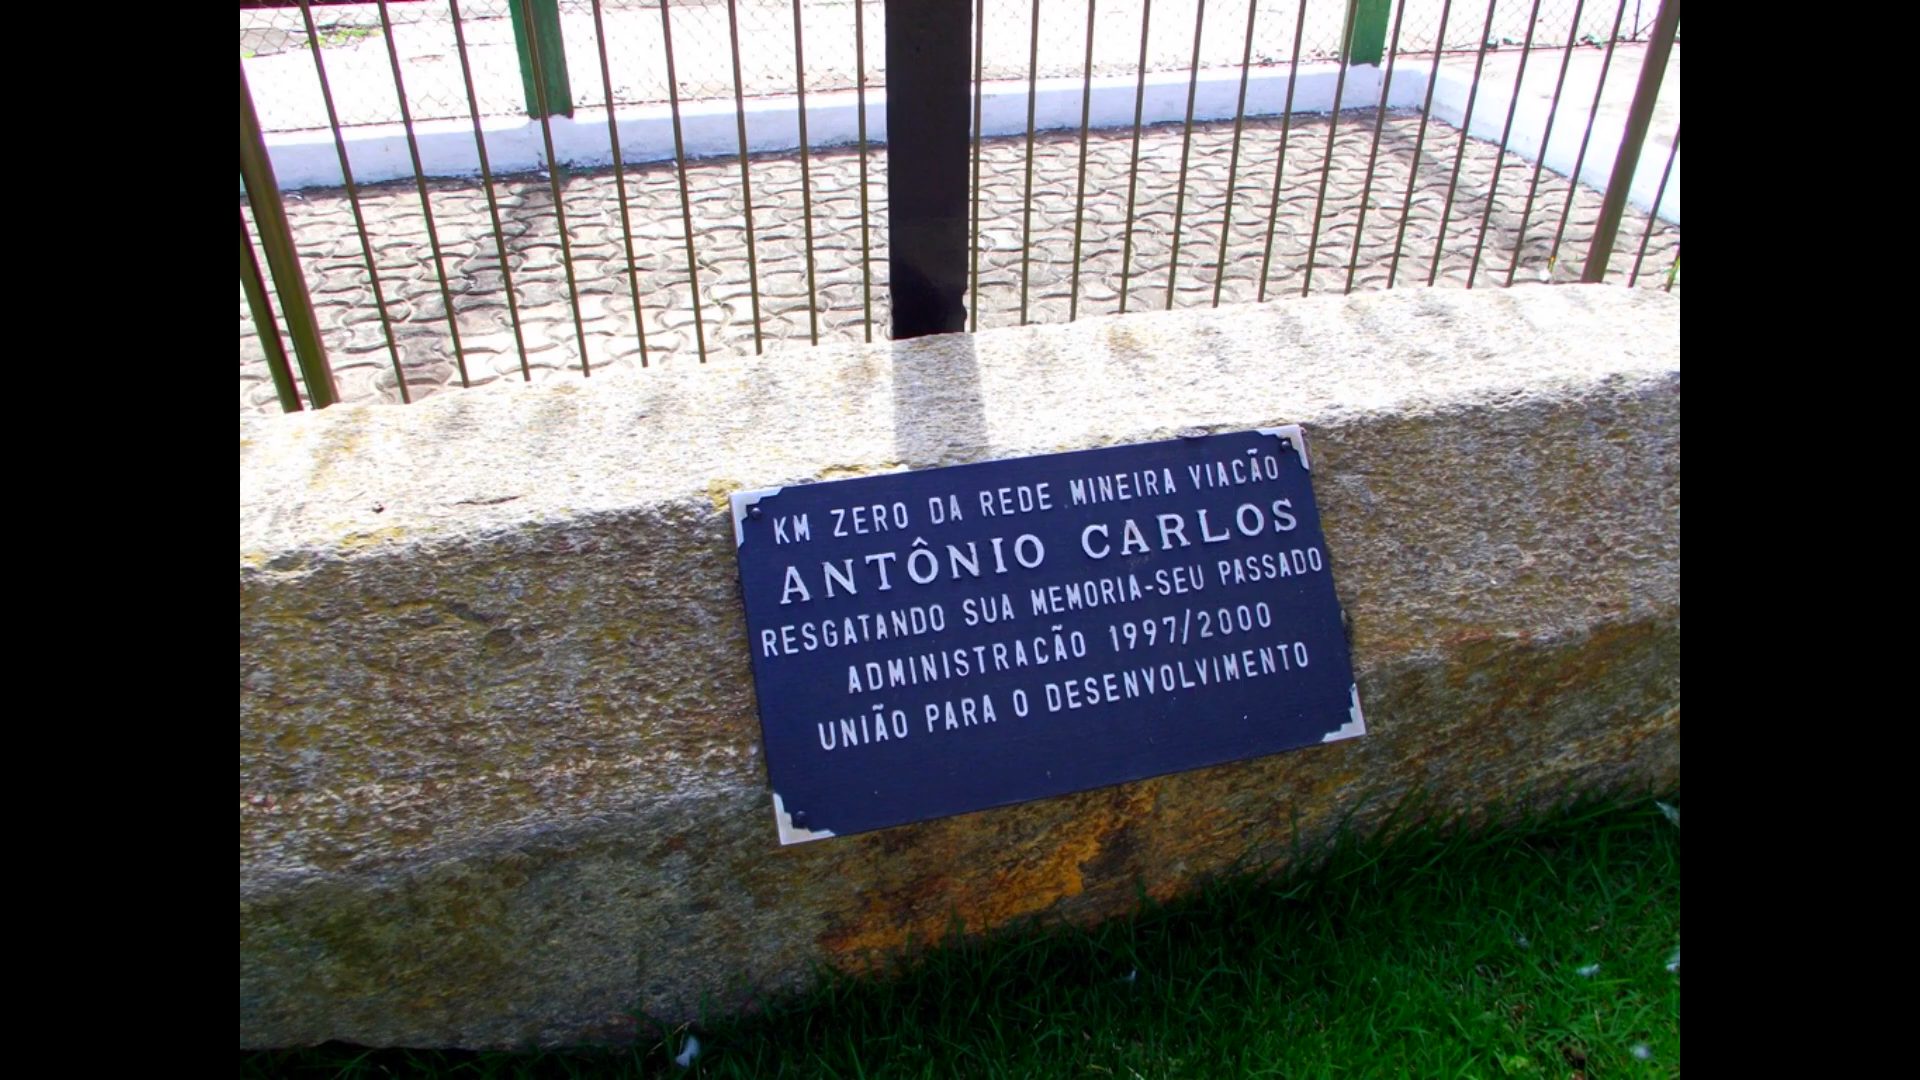 KM ZERO DA REDE MINEIRA VIACÃO
ANTÔNIO CARLOS
RESGATANDO SUA MEMORIA-SEU PASSADO
ADMINISTRACÃO 1997/2000
UNIÃO PARA O DESENVOLVIMENTO